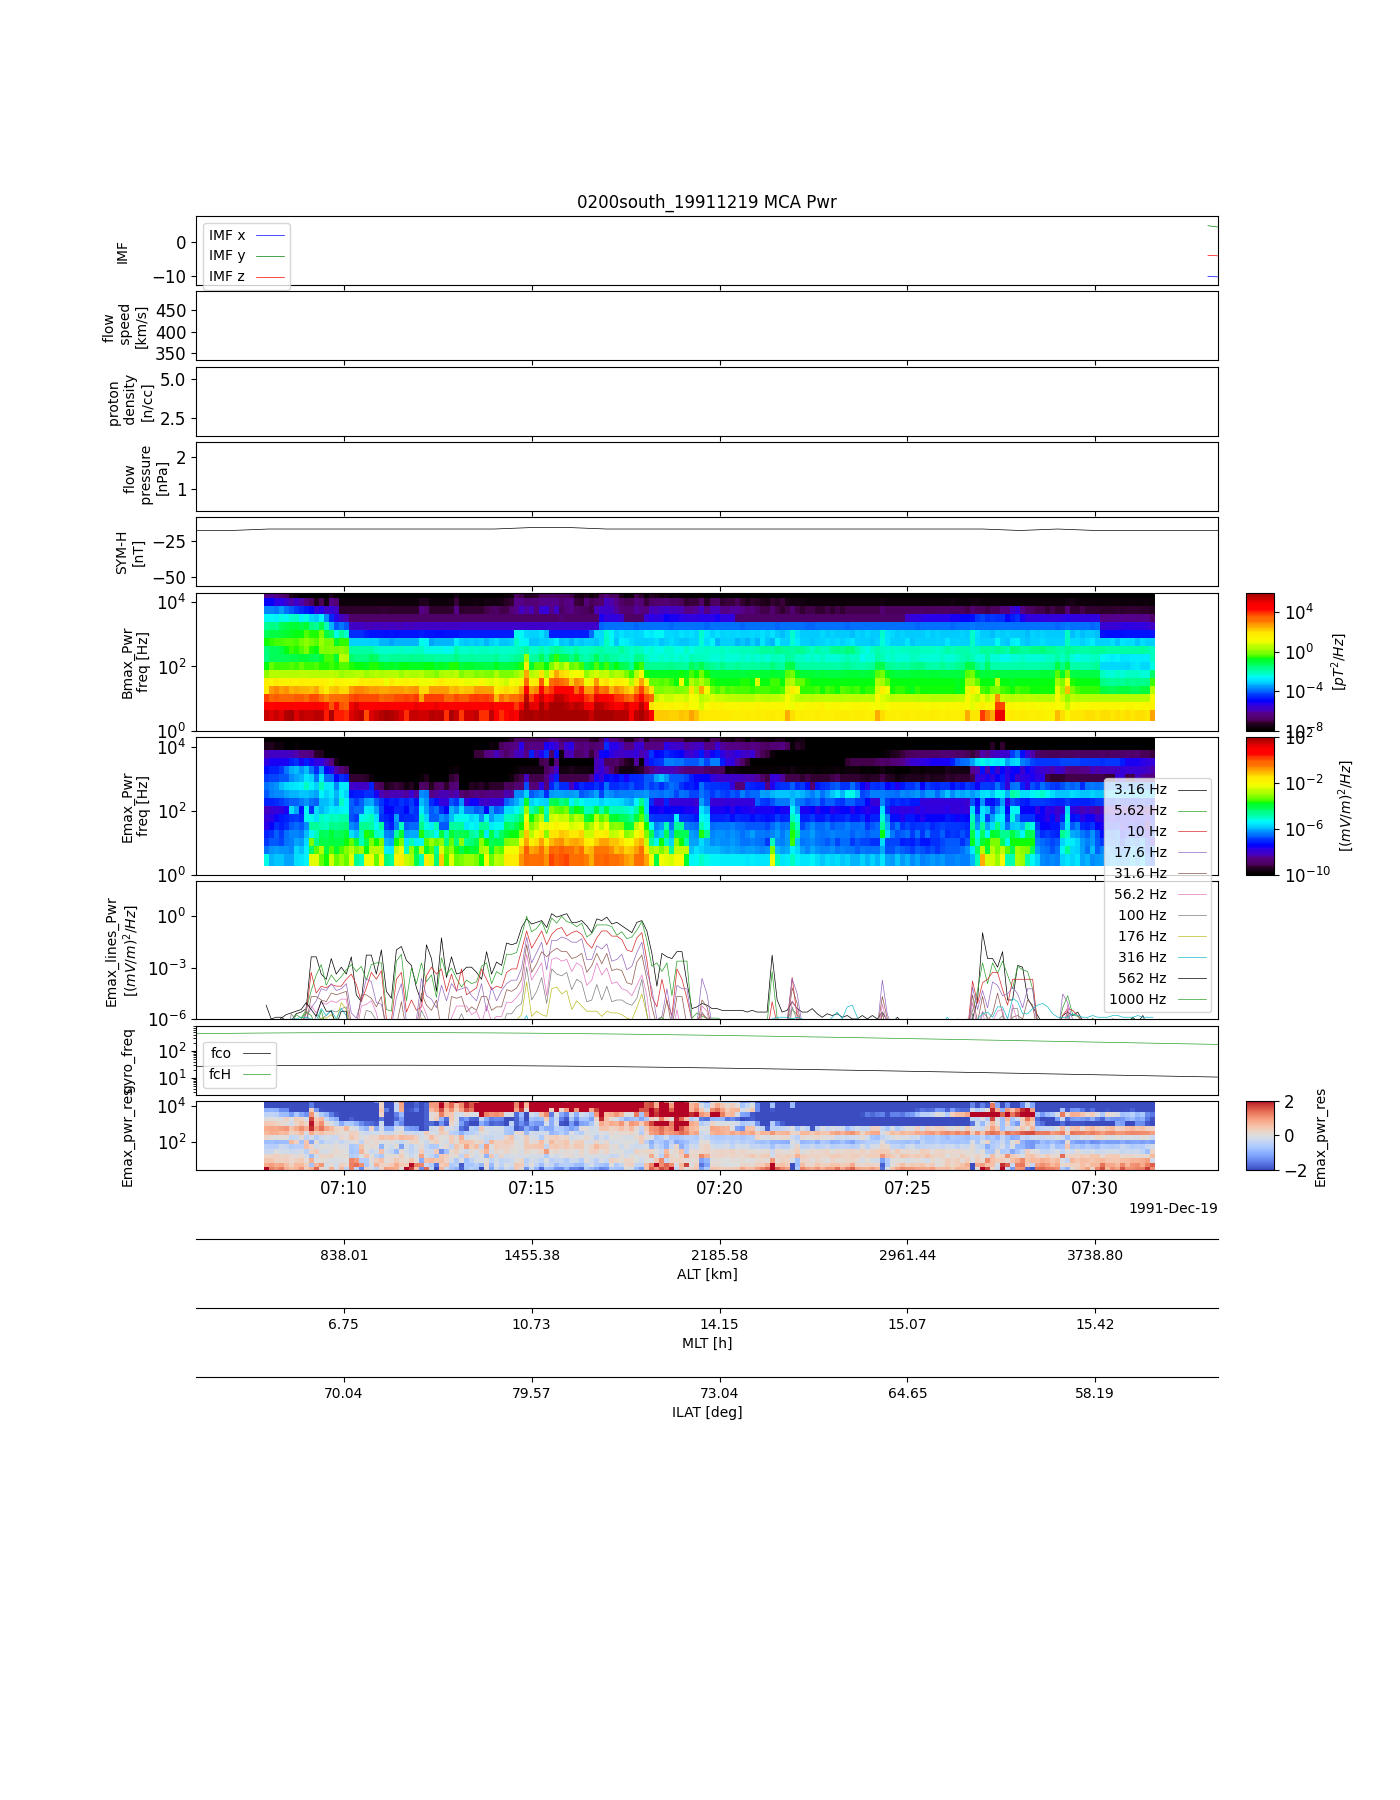 0200south_19911219 MCA Pwr
IMF
0
−10
IMF x
IMF y
IMF z
flow
speed
[km/s]
450
400
350
proton
density
[n/cc]
5.0
2.5
flow
pressure
[nPa]
2
1
SYM-H
[nT]
−25
−50
Bmax_Pwr
freq [Hz]
10^4
10^2
10^0
10^4
10^0
10^−4
10^−8
[pT^2/Hz]
Emax_Pwr
freq [Hz]
10^4
10^2
10^0
10^2
10^−2
10^−6
10^−10
[(mV/m)^2/Hz]
3.16 Hz
5.62 Hz
10 Hz
17.6 Hz
31.6 Hz
56.2 Hz
100 Hz
176 Hz
316 Hz
562 Hz
1000 Hz
Emax_lines_Pwr
[(mV/m)^2/Hz]
10^0
10^−3
10^−6
gyro_freq
10^2
10^1
fco
fcH
Emax_pwr_res
10^4
10^2
2
0
−2
Emax_pwr_res
07:10 07:15 07:20 07:25 07:30
1991-Dec-19
838.01 1455.38 2185.58 2961.44 3738.80
ALT [km]
6.75 10.73 14.15 15.07 15.42
MLT [h]
70.04 79.57 73.04 64.65 58.19
ILAT [deg]